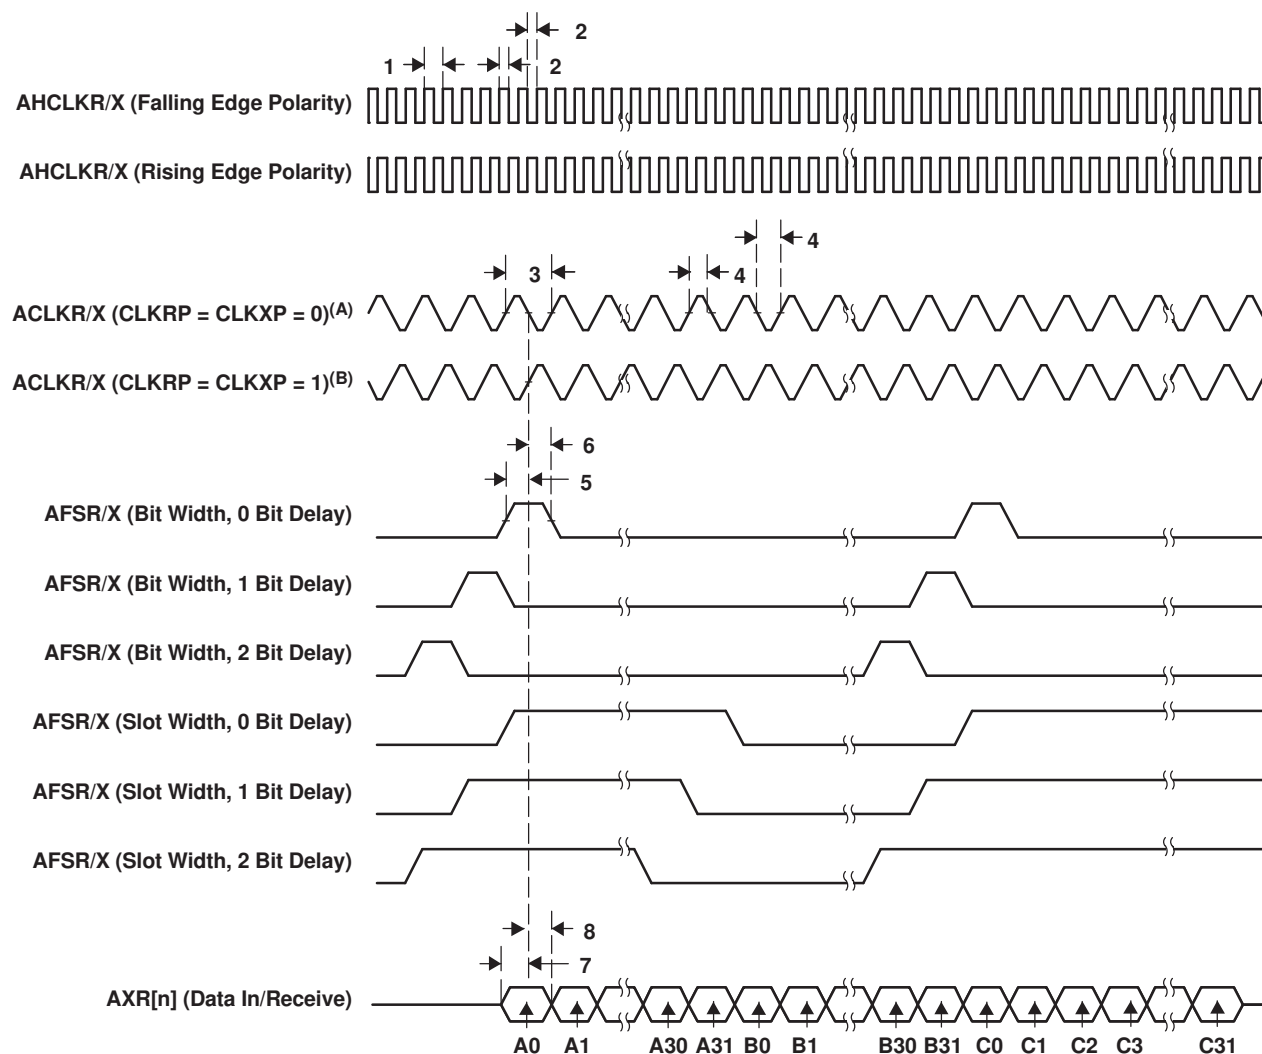 2
1
2
AHCLKR/X (Falling Edge Polarity)
AHCLKR/X (Rising Edge Polarity)
4
3
4
ACLKR/X (CLKRP = CLKXP = 0)(A)
ACLKR/X (CLKRP = CLKXP = 1)(B)
6
5
AFSR/X (Bit Width, 0 Bit Delay)
AFSR/X (Bit Width, 1 Bit Delay)
AFSR/X (Bit Width, 2 Bit Delay)
AFSR/X (Slot Width, 0 Bit Delay)
AFSR/X (Slot Width, 1 Bit Delay)
AFSR/X (Slot Width, 2 Bit Delay)
8
7
AXR[n] (Data In/Receive)
A0 A1 A30 A31 B0 B1 B30 B31 C0 C1 C2 C3 C31